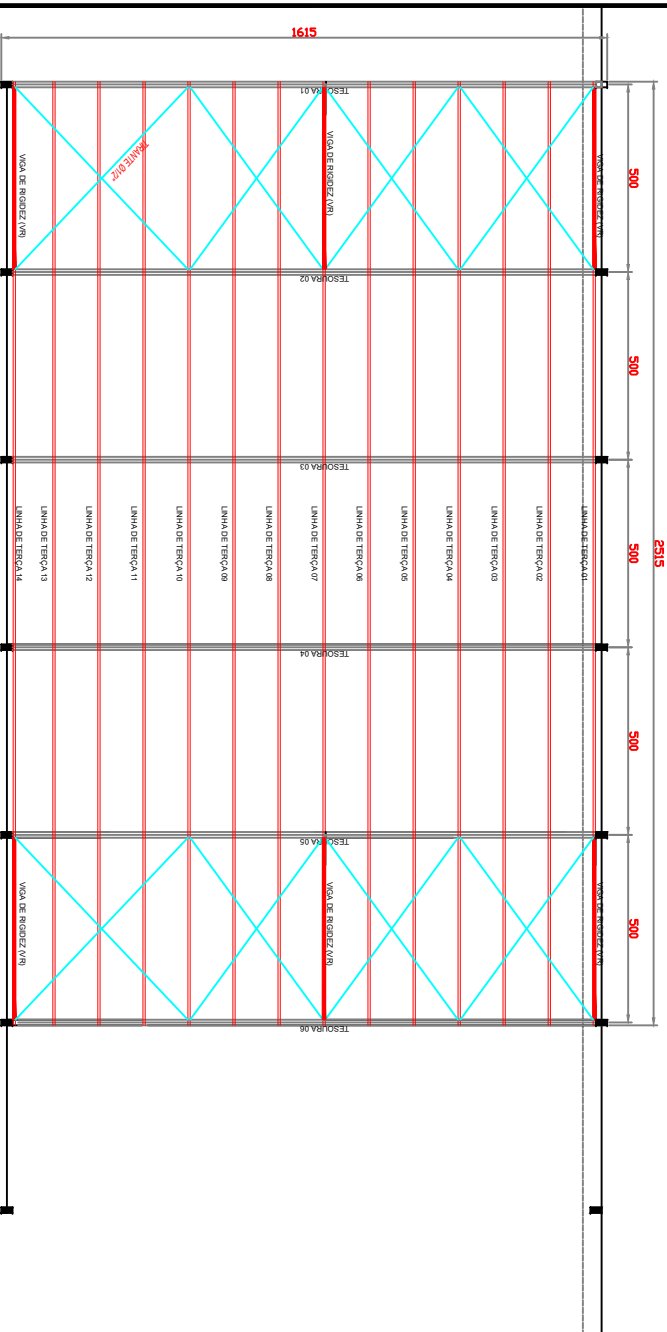 1615
TESOURA 01
VIGA DE RIGIDEZ (VR)
TIRANTE Ø1/2"
VIGA DE RIGIDEZ (VR)
VIGA DE RIGIDEZ (VR)
500
TESOURA 02
500
TESOURA 03
LINHA DE TERÇA 14
LINHA DE TERÇA 13
LINHA DE TERÇA 12
LINHA DE TERÇA 11
LINHA DE TERÇA 10
LINHA DE TERÇA 09
LINHA DE TERÇA 08
LINHA DE TERÇA 07
LINHA DE TERÇA 06
LINHA DE TERÇA 05
LINHA DE TERÇA 04
LINHA DE TERÇA 03
LINHA DE TERÇA 02
LINHA DE TERÇA 01
500
2515
TESOURA 04
500
TESOURA 05
VIGA DE RIGIDEZ (VR)
VIGA DE RIGIDEZ (VR)
VIGA DE RIGIDEZ (VR)
500
TESOURA 06